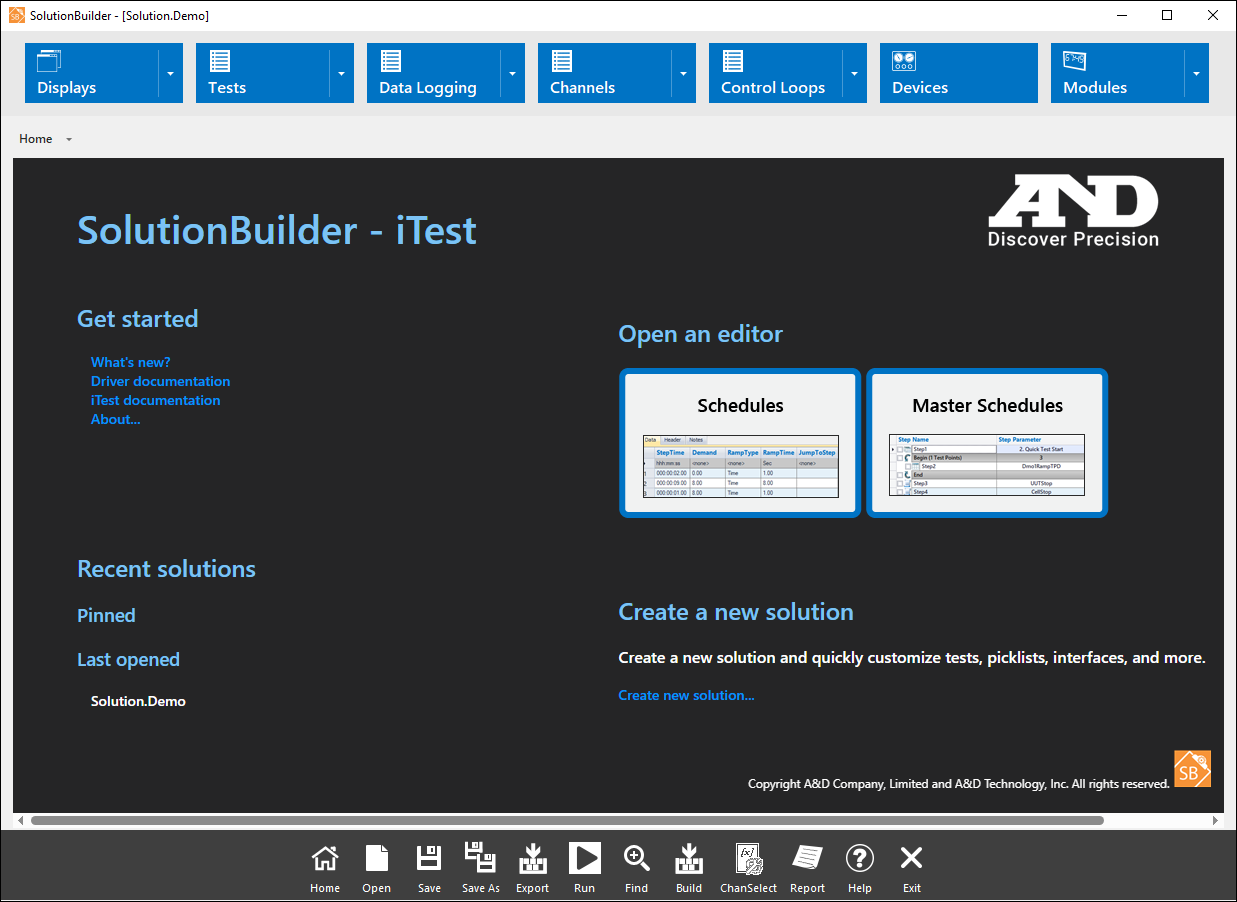 SolutionBuilder - [Solution.Demo]
Displays
Tests
Data Logging
Channels
Control Loops
Devices
Modules
Home
SolutionBuilder - iTest
AND
Discover Precision
Get started
What's new?
Driver documentation
iTest documentation
About...
Open an editor
Schedules
Data Header Notes
StepTime Demand RampType RampTime JumpToStep
hhh:mm:ss <none> <none> Sec <none>
1 000:00:02.00 0.00 Time 1.00
2 000:00:09.00 8.00 Time 8.00
3 000:00:01.00 8.00 Time 1.00
Master Schedules
Step Name Step Parameter
Step1 2. Quick Test Start
Begin (1 Test Points) 3
Step2 Dmo1RampTPD
End
Step3 UUTStop
Step4 CellStop
Recent solutions
Pinned
Last opened
Solution.Demo
Create a new solution
Create a new solution and quickly customize tests, picklists, interfaces, and more.
Create new solution...
Copyright A&D Company, Limited and A&D Technology, Inc. All rights reserved.
SB
Home Open Save Save As Export Run Find Build ChanSelect Report Help Exit